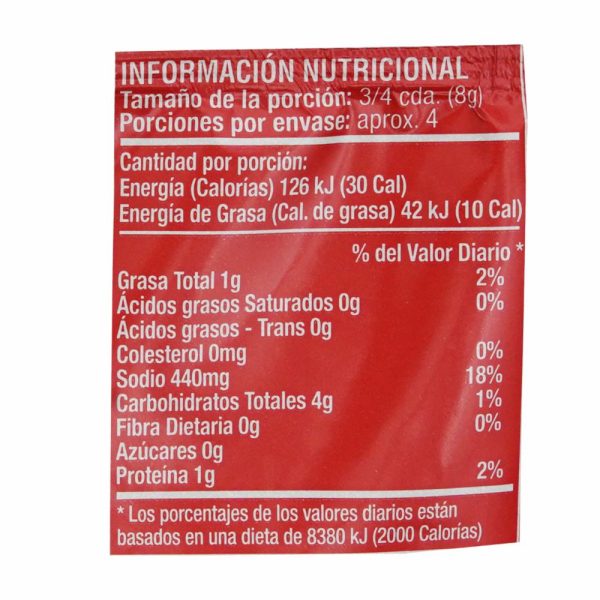 INFORMACIÓN NUTRICIONAL
Tamaño de la porción: 3/4 cda. (8g)
Porciones por envase: aprox. 4
Cantidad por porción:
Energía (Calorías) 126 kJ (30 Cal)
Energía de Grasa (Cal. de grasa) 42 kJ (10 Cal)
% del Valor Diario *
Grasa Total 1g 2%
Ácidos grasos Saturados 0g 0%
Ácidos grasos - Trans 0g
Colesterol 0mg 0%
Sodio 440mg 18%
Carbohidratos Totales 4g 1%
Fibra Dietaria 0g 0%
Azúcares 0g
Proteína 1g 2%
* Los porcentajes de los valores diarios están
basados en una dieta de 8380 kJ (2000 Calorías)